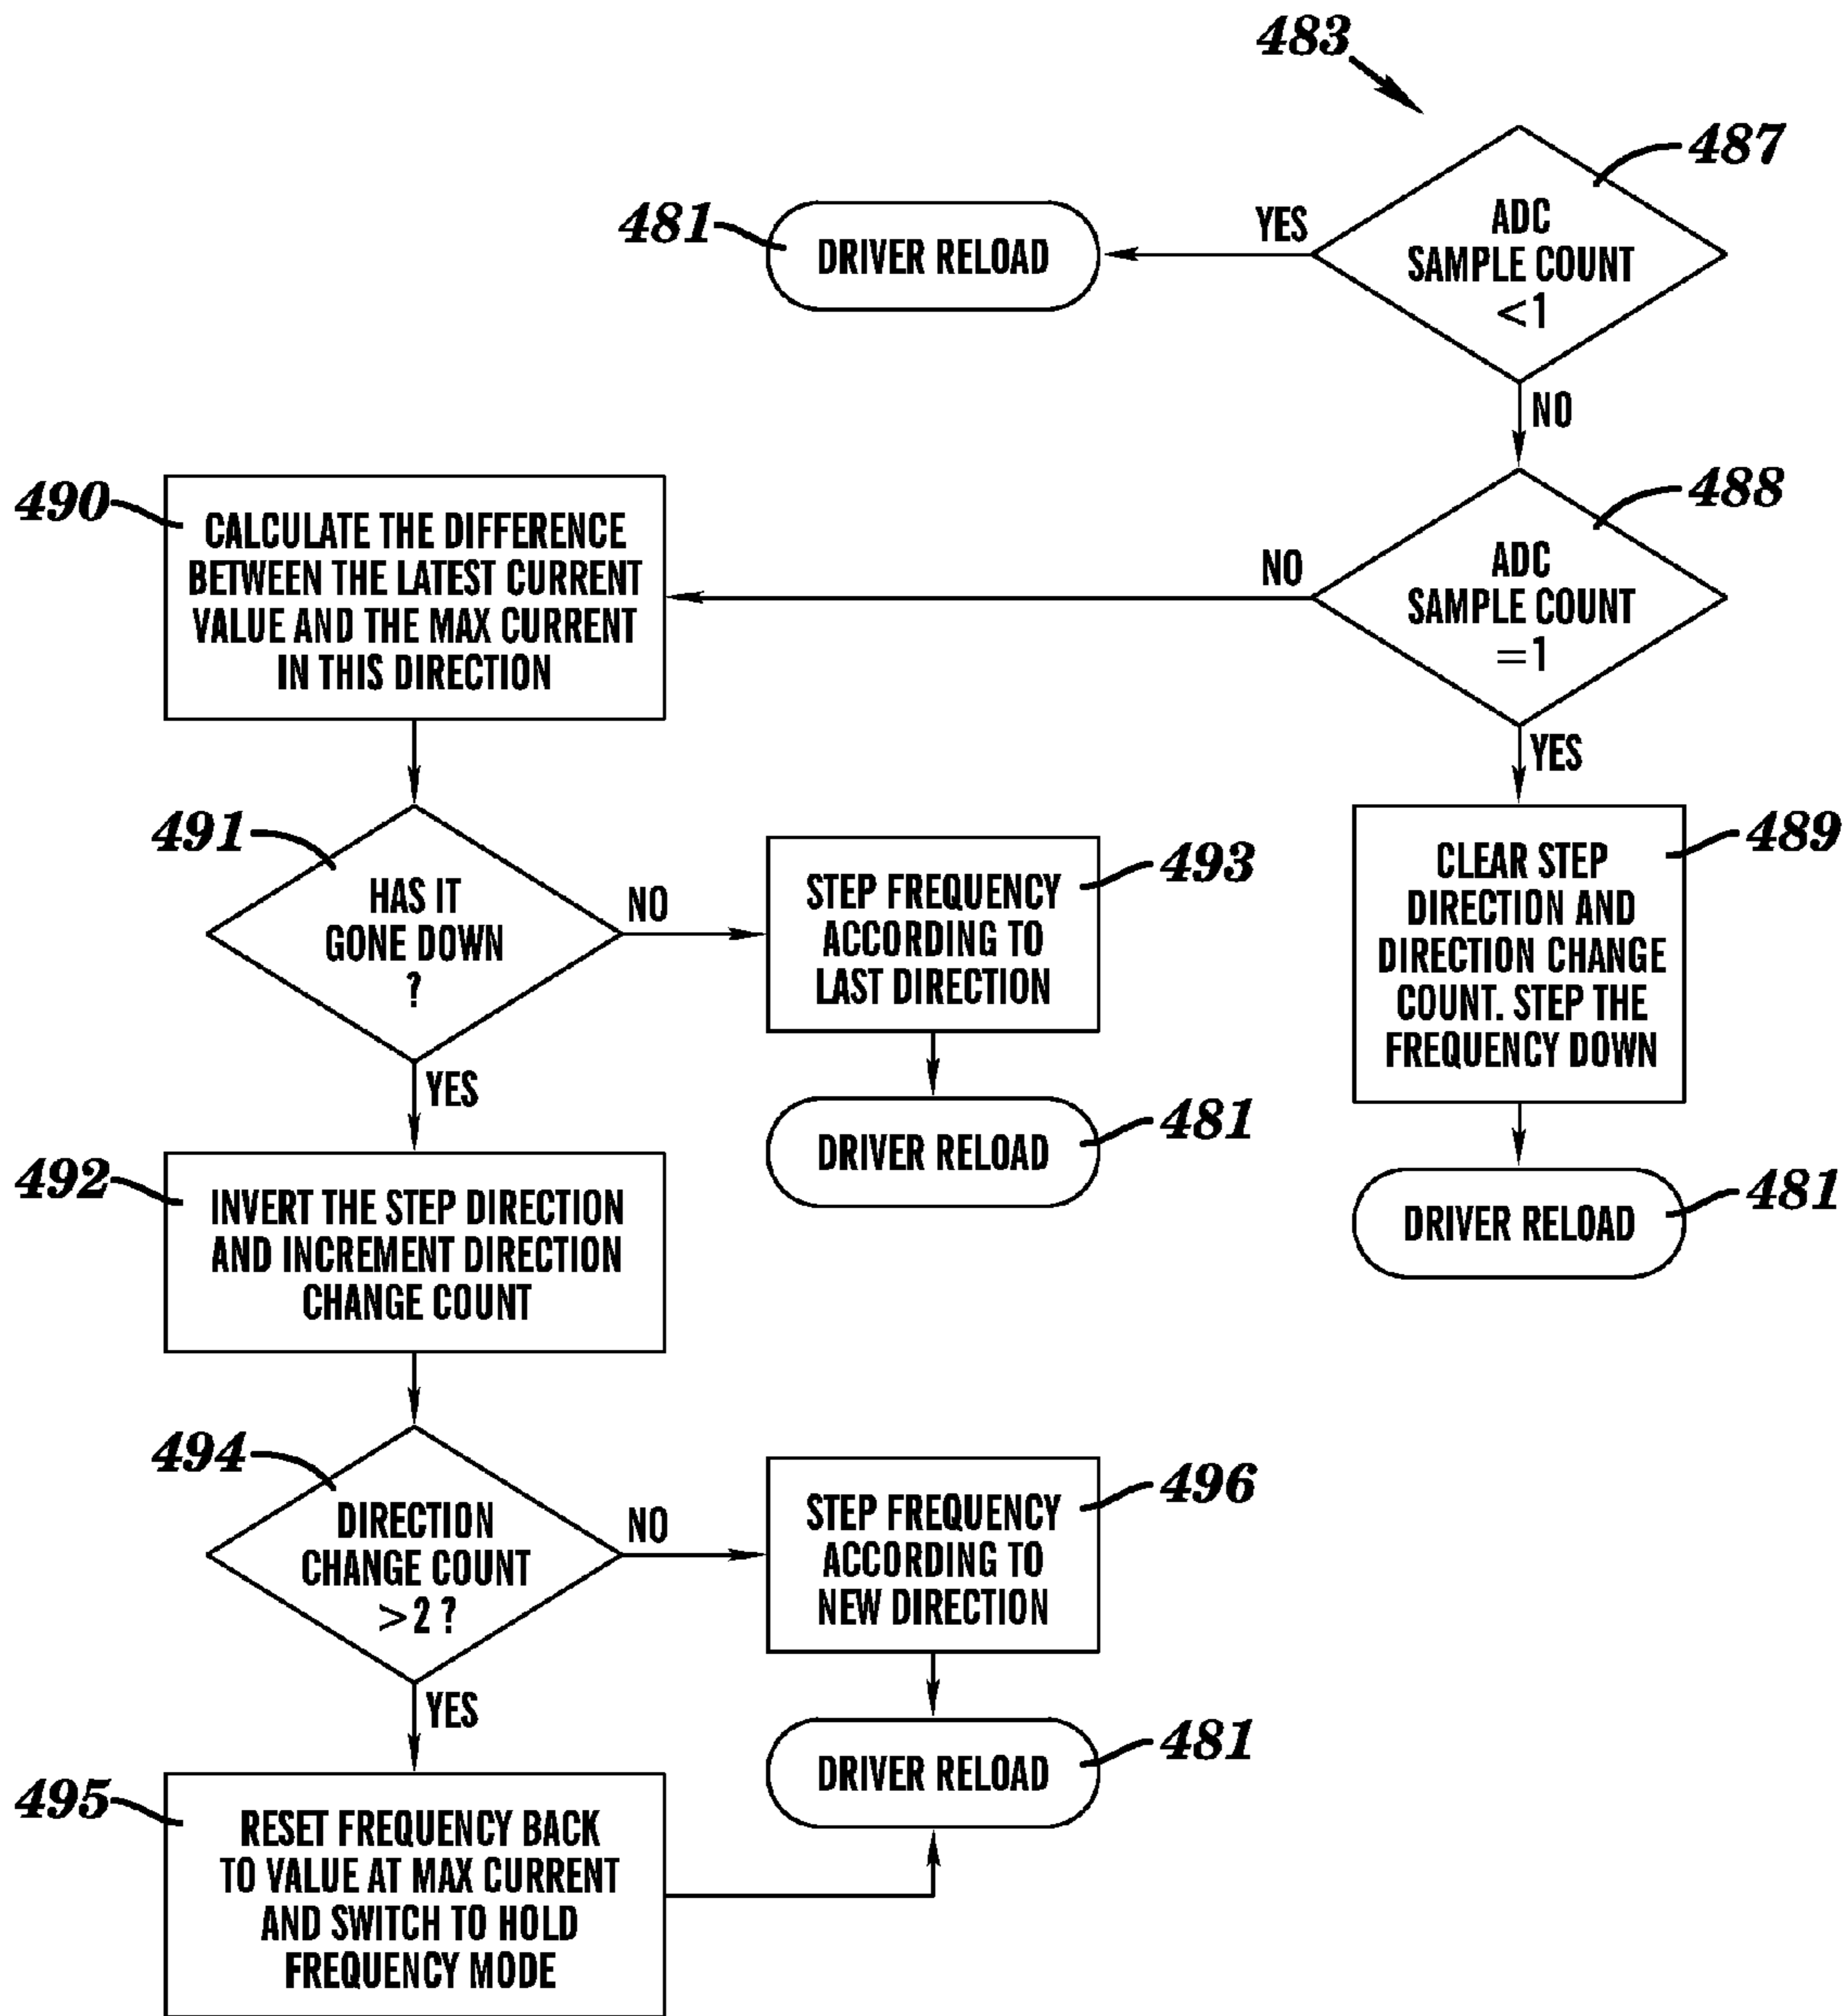 483
487
ADC
SAMPLE COUNT
<1
YES
481
DRIVER RELOAD
NO
488
ADC
SAMPLE COUNT
=1
NO
490
CALCULATE THE DIFFERENCE
BETWEEN THE LATEST CURRENT
VALUE AND THE MAX CURRENT
IN THIS DIRECTION
YES
489
CLEAR STEP
DIRECTION AND
DIRECTION CHANGE
COUNT. STEP THE
FREQUENCY DOWN
481
DRIVER RELOAD
491
HAS IT
GONE DOWN
?
NO
493
STEP FREQUENCY
ACCORDING TO
LAST DIRECTION
481
DRIVER RELOAD
YES
492
INVERT THE STEP DIRECTION
AND INCREMENT DIRECTION
CHANGE COUNT
494
DIRECTION
CHANGE COUNT
>2 ?
NO
496
STEP FREQUENCY
ACCORDING TO
NEW DIRECTION
481
DRIVER RELOAD
YES
495
RESET FREQUENCY BACK
TO VALUE AT MAX CURRENT
AND SWITCH TO HOLD
FREQUENCY MODE